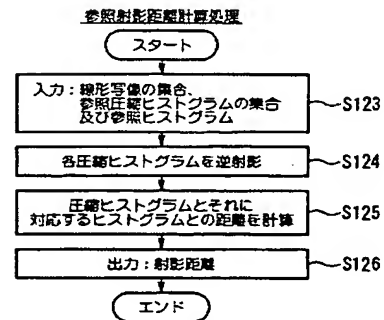 参照射影距離計算処理
スタート
入力：線形写像の集合、
参照圧縮ヒストグラムの集合
及び参照ヒストグラム
S123
各圧縮ヒストグラムを逆射影
S124
圧縮ヒストグラムとそれに
対応するヒストグラムとの距離を計算
S125
出力：射影距離
S126
エンド